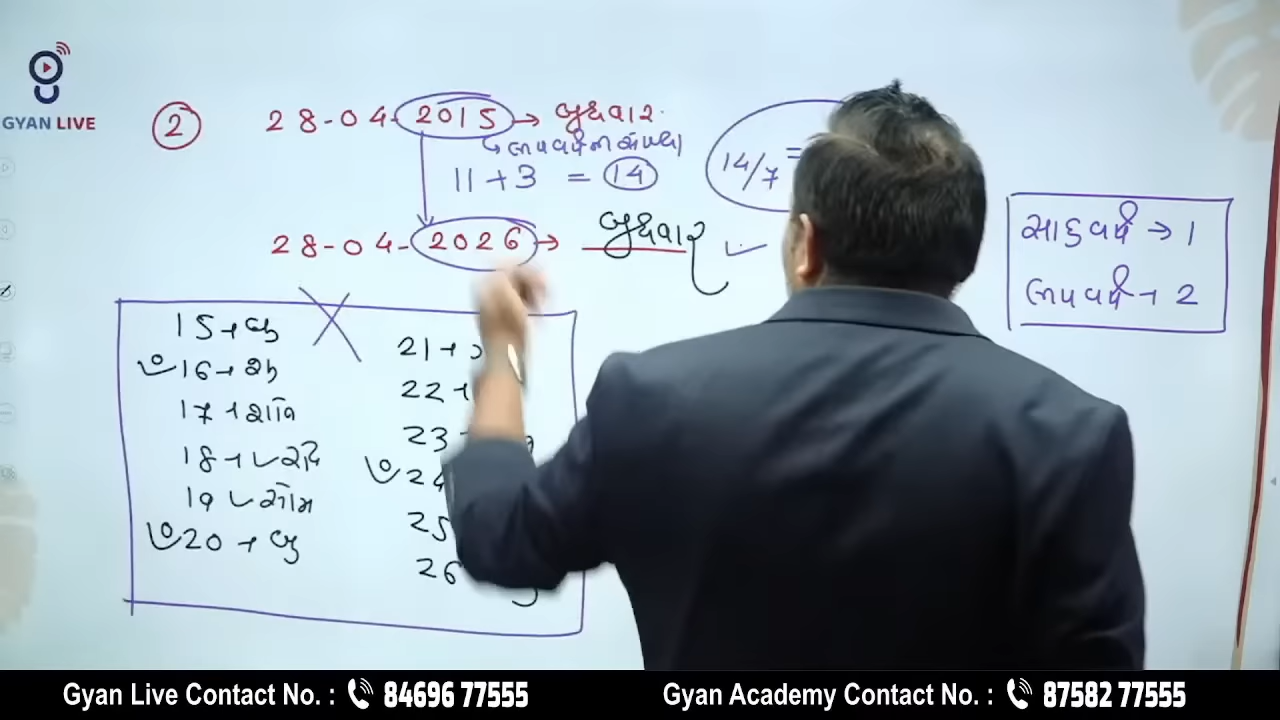 GYAN LIVE
2
28-04-2015 → બુધવાર
↳ લીપવર્ષની સંખ્યા
11 + 3 = 14
14/7 =
28-04-2026 → બુધવાર ✓
સાદુવર્ષ → 1
લીપવર્ષ → 2
15 → બુ
16 →
17 → શનિ
18 → રવિ
19 સોમ
20 → બુ
21 →
22 →
23
24
25
26
Gyan Live Contact No. : 84696 77555
Gyan Academy Contact No. : 87582 77555